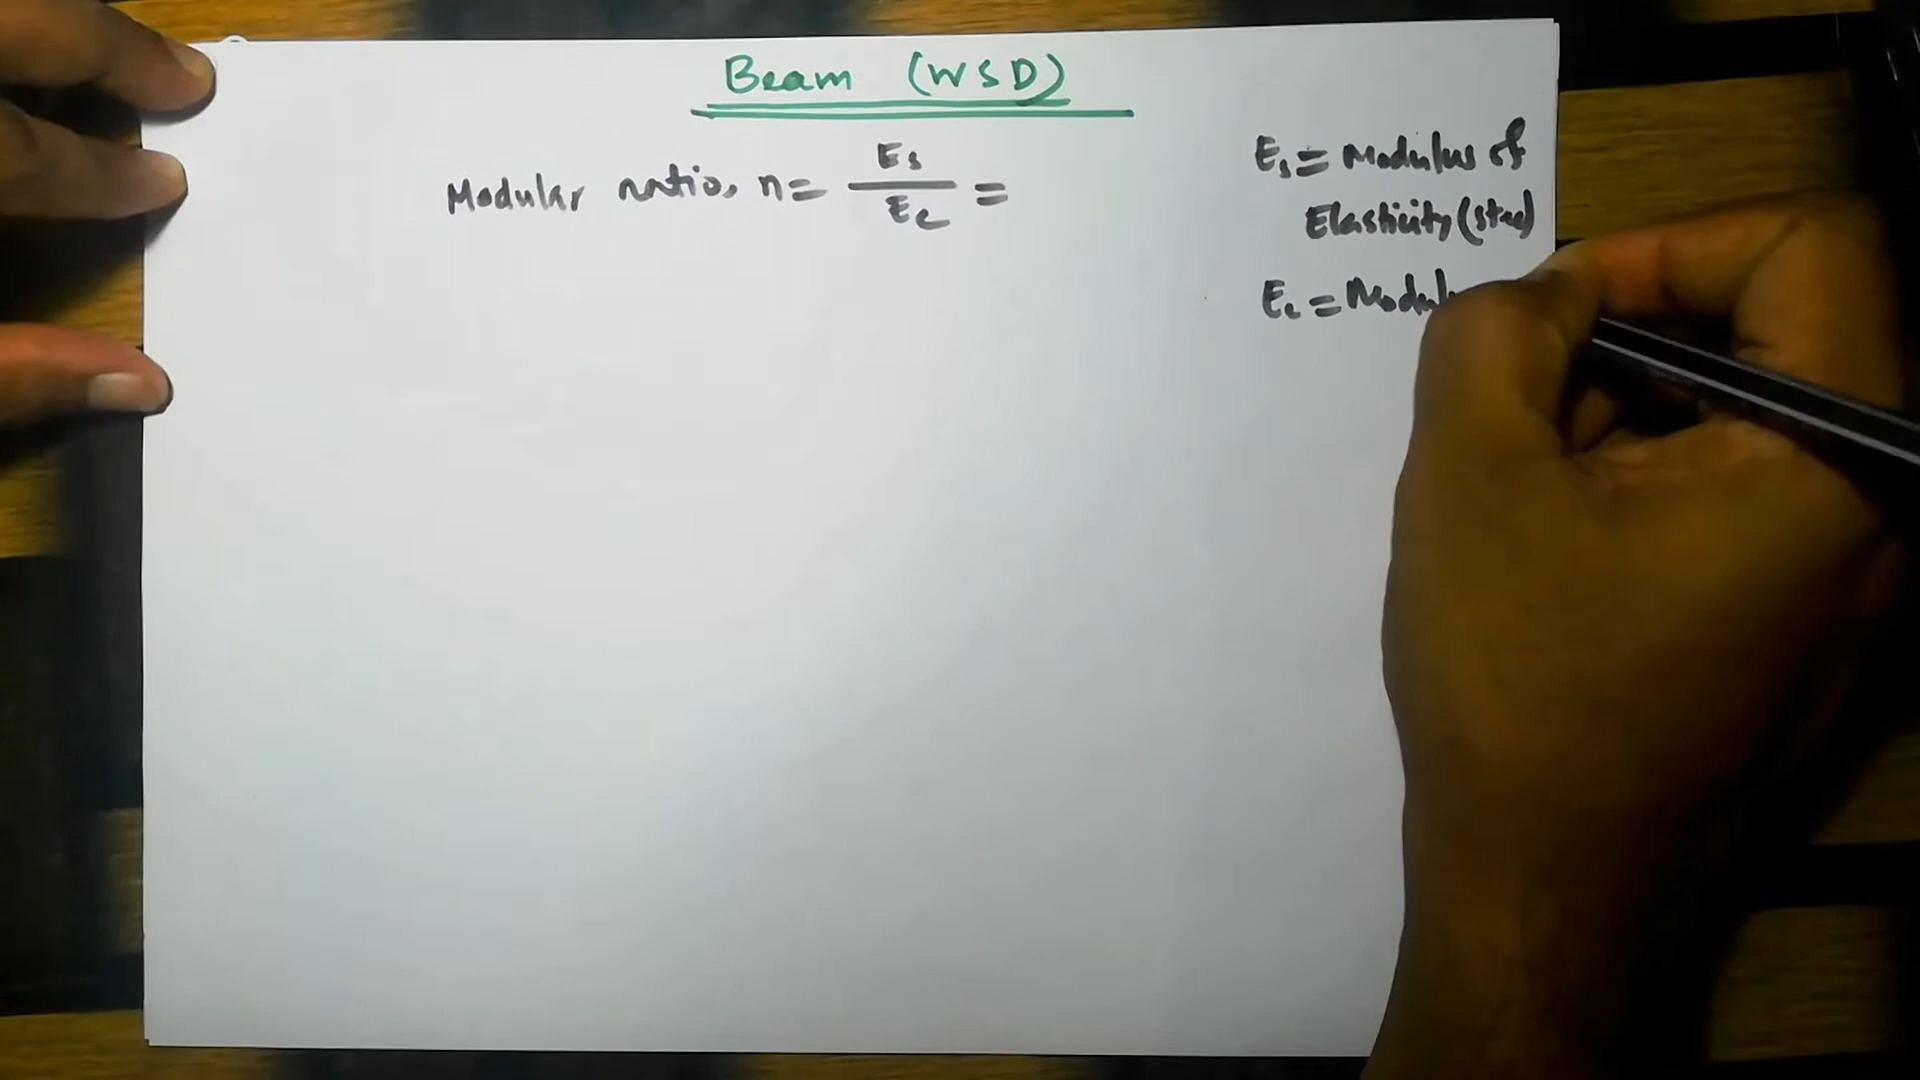 Beam (WSD)
Modular ratio, n = Es / Ec =
Es = Modulus of
Elasticity (steel)
Ec = Modul